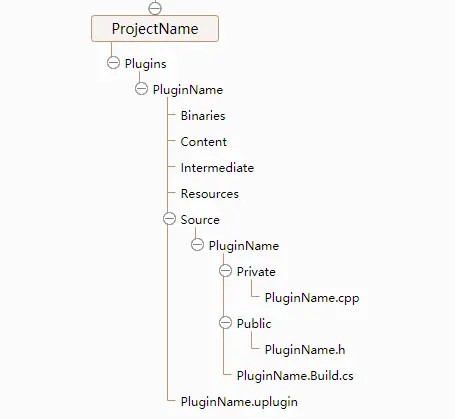 ProjectName
Plugins
PluginName
Binaries
Content
Intermediate
Resources
Source
PluginName
Private
PluginName.cpp
Public
PluginName.h
PluginName.Build.cs
PluginName.uplugin